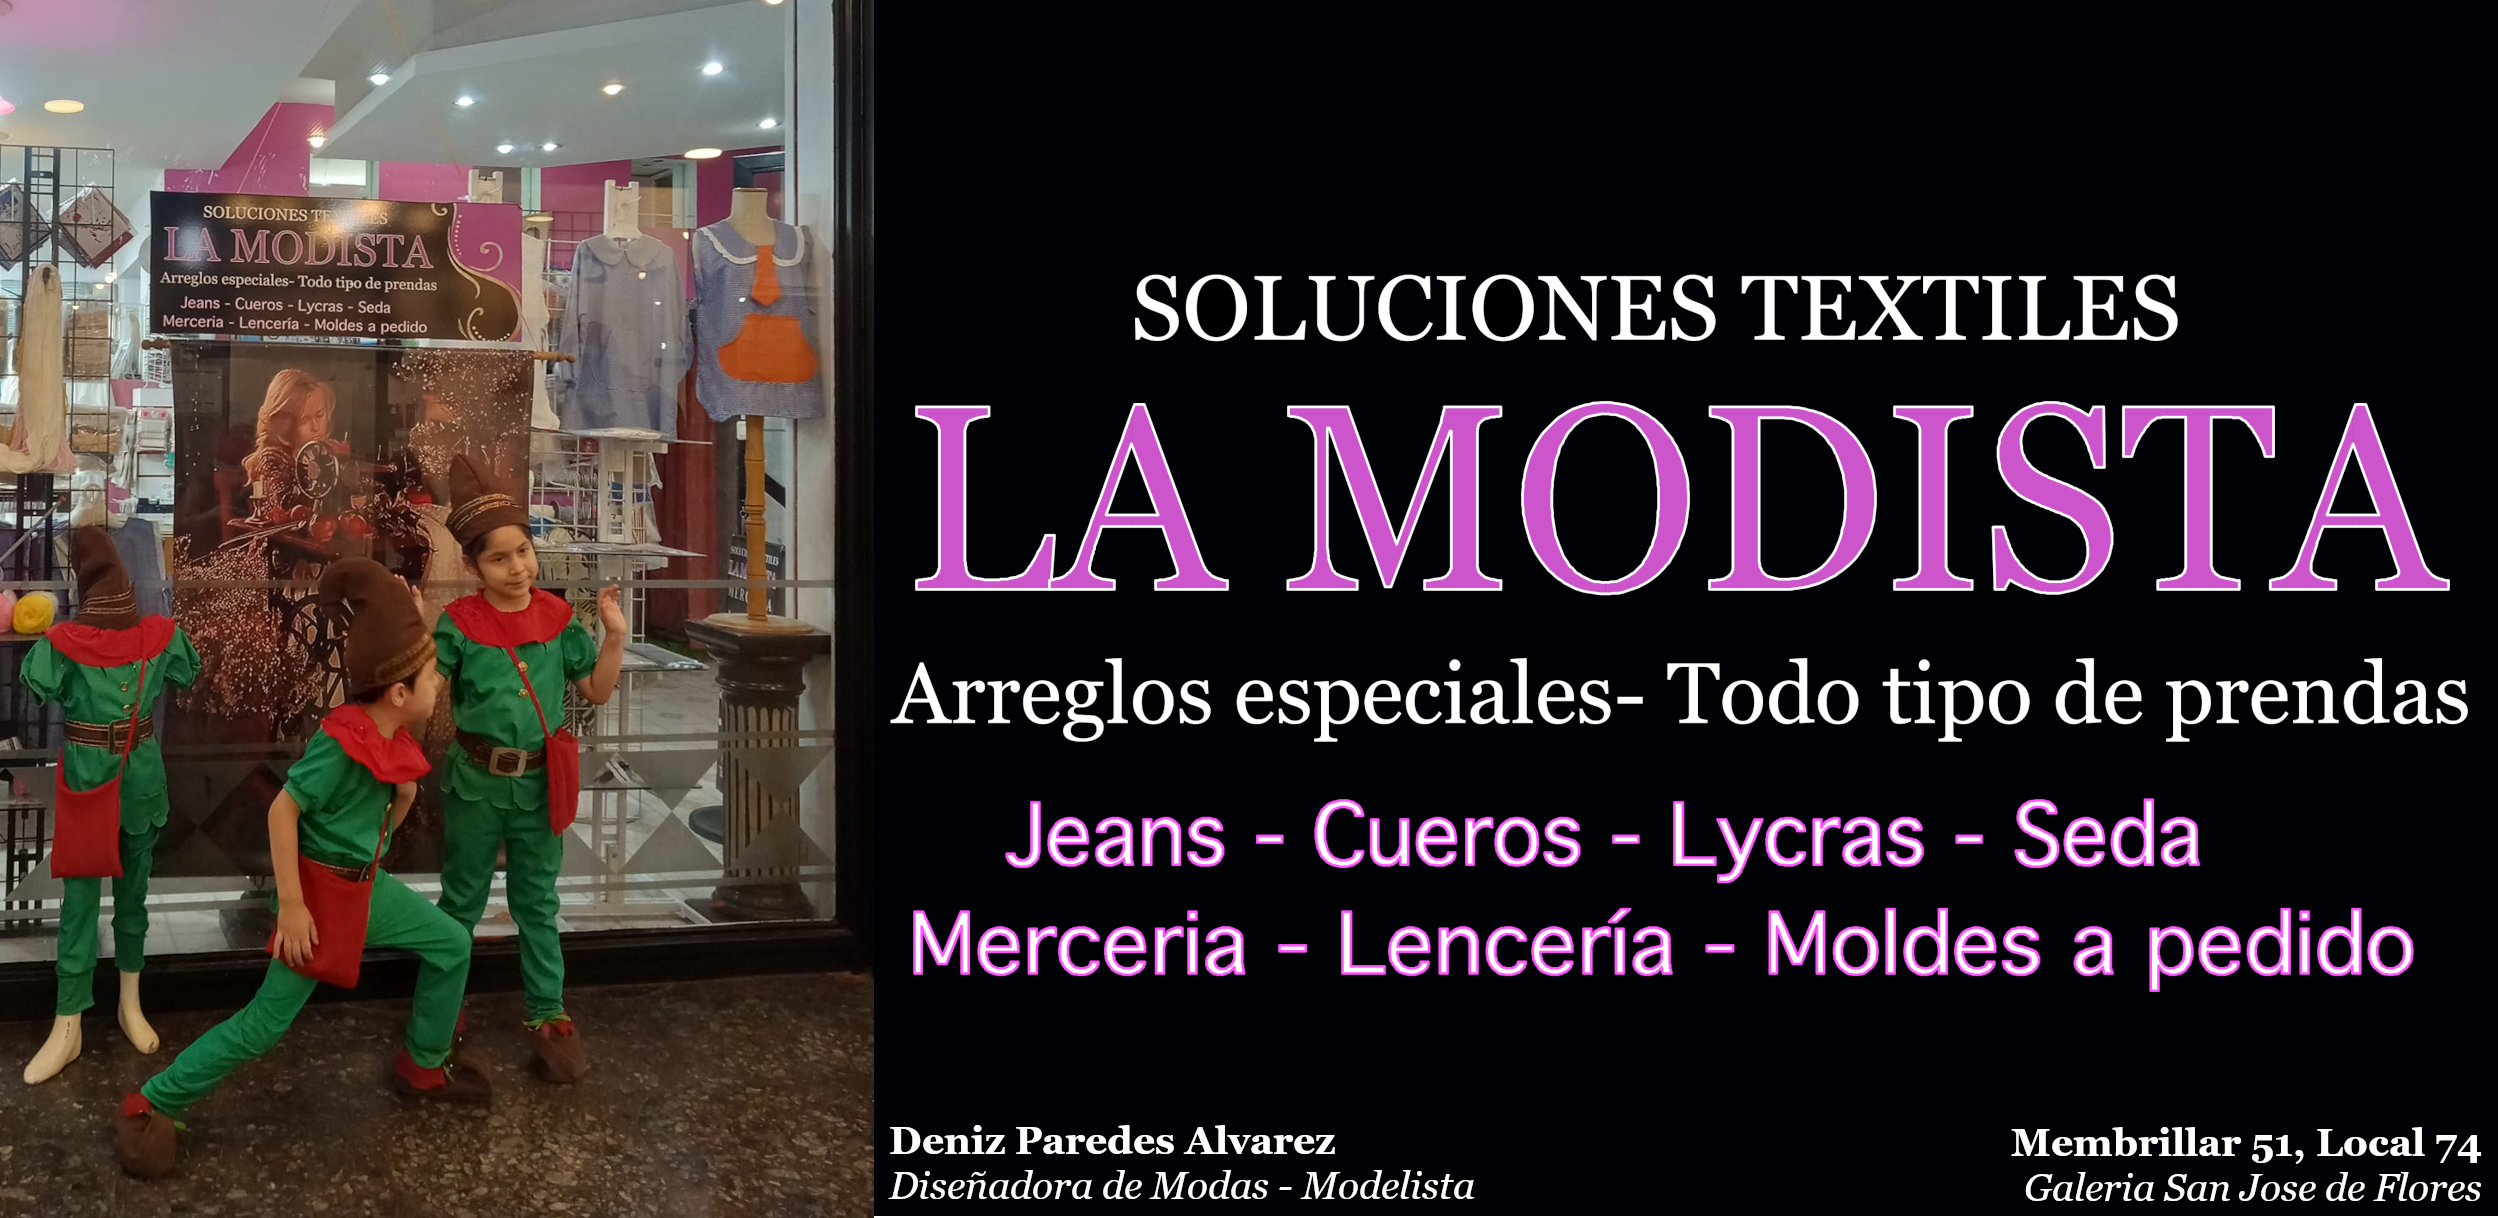 SOLUCIONES TEXTILES
LA MODISTA
Arreglos especiales- Todo tipo de prendas
Jeans - Cueros - Lycras - Seda
Merceria - Lencería - Moldes a pedido
SOLUCIONES TEXTILES
LA MODISTA
Arreglos especiales- Todo tipo de prendas
Jeans - Cueros - Lycras - Seda
Merceria - Lencería - Moldes a pedido
Deniz Paredes Alvarez
Diseñadora de Modas - Modelista
Membrillar 51, Local 74
Galeria San Jose de Flores